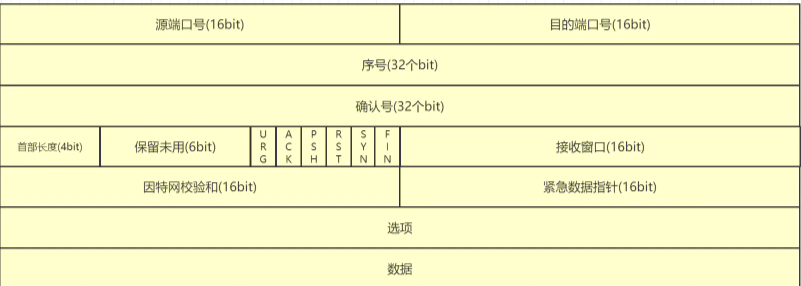 源端口号(16bit) 目的端口号(16bit)
序号(32个bit)
确认号(32个bit)
首部长度(4bit) 保留未用(6bit) URG ACK PSH RST SYN FIN 接收窗口(16bit)
因特网校验和(16bit) 紧急数据指针(16bit)
选项
数据